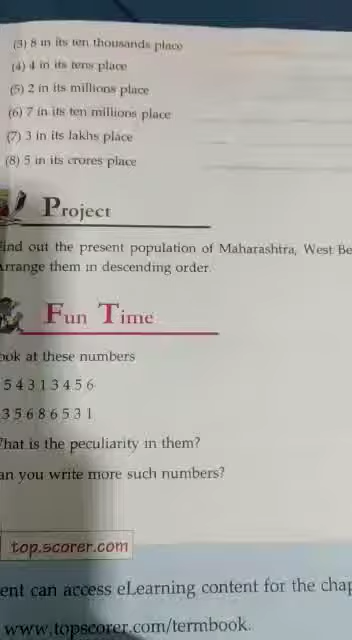 (3) 8 in its ten thousands place
(4) 4 in its tens place
(5) 2 in its millions place
(6) 7 in its ten millions place
(7) 3 in its lakhs place
(8) 5 in its crores place
Project
ind out the present population of Maharashtra, West Be
rrange them in descending order.
Fun Time
ook at these numbers
5 4 3 1 3 4 5 6
3 5 6 8 6 5 3 1
hat is the peculiarity in them?
an you write more such numbers?
top.scorer.com
ent can access eLearning content for the chap
www.topscorer.com/termbook.